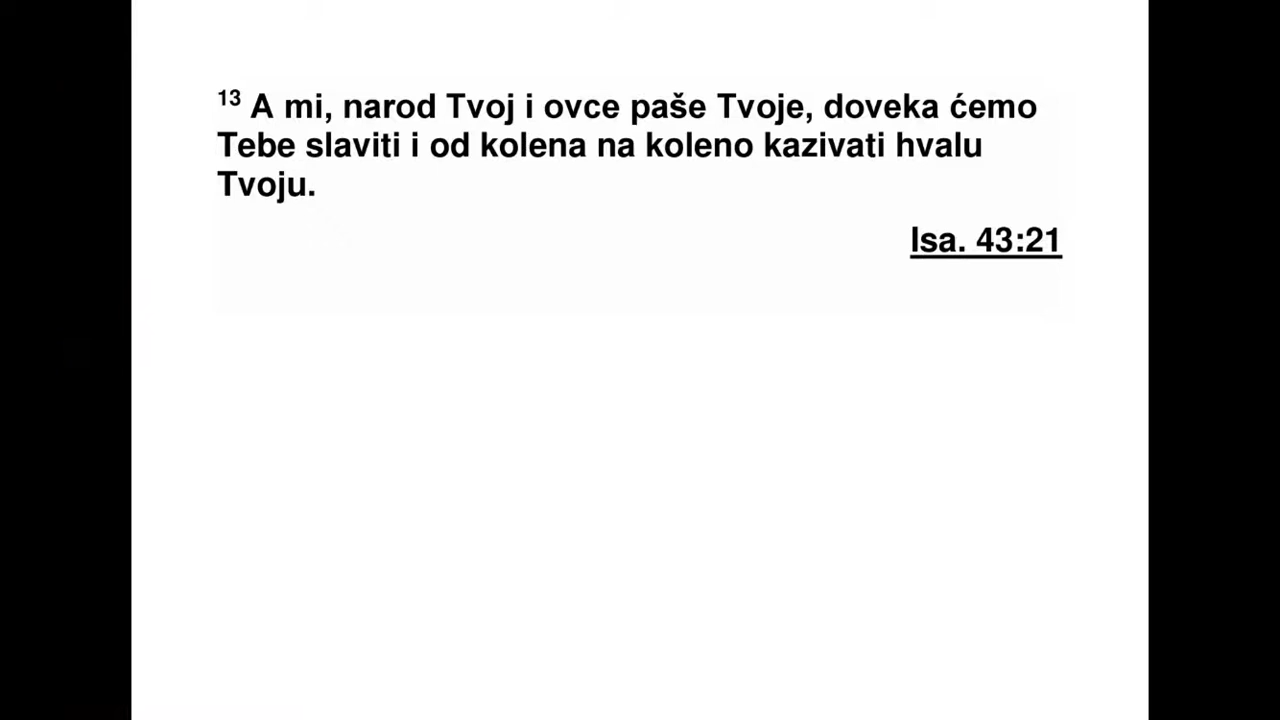 13 A mi, narod Tvoj i ovce paše Tvoje, doveka ćemo
Tebe slaviti i od kolena na koleno kazivati hvalu
Tvoju.
Isa. 43:21